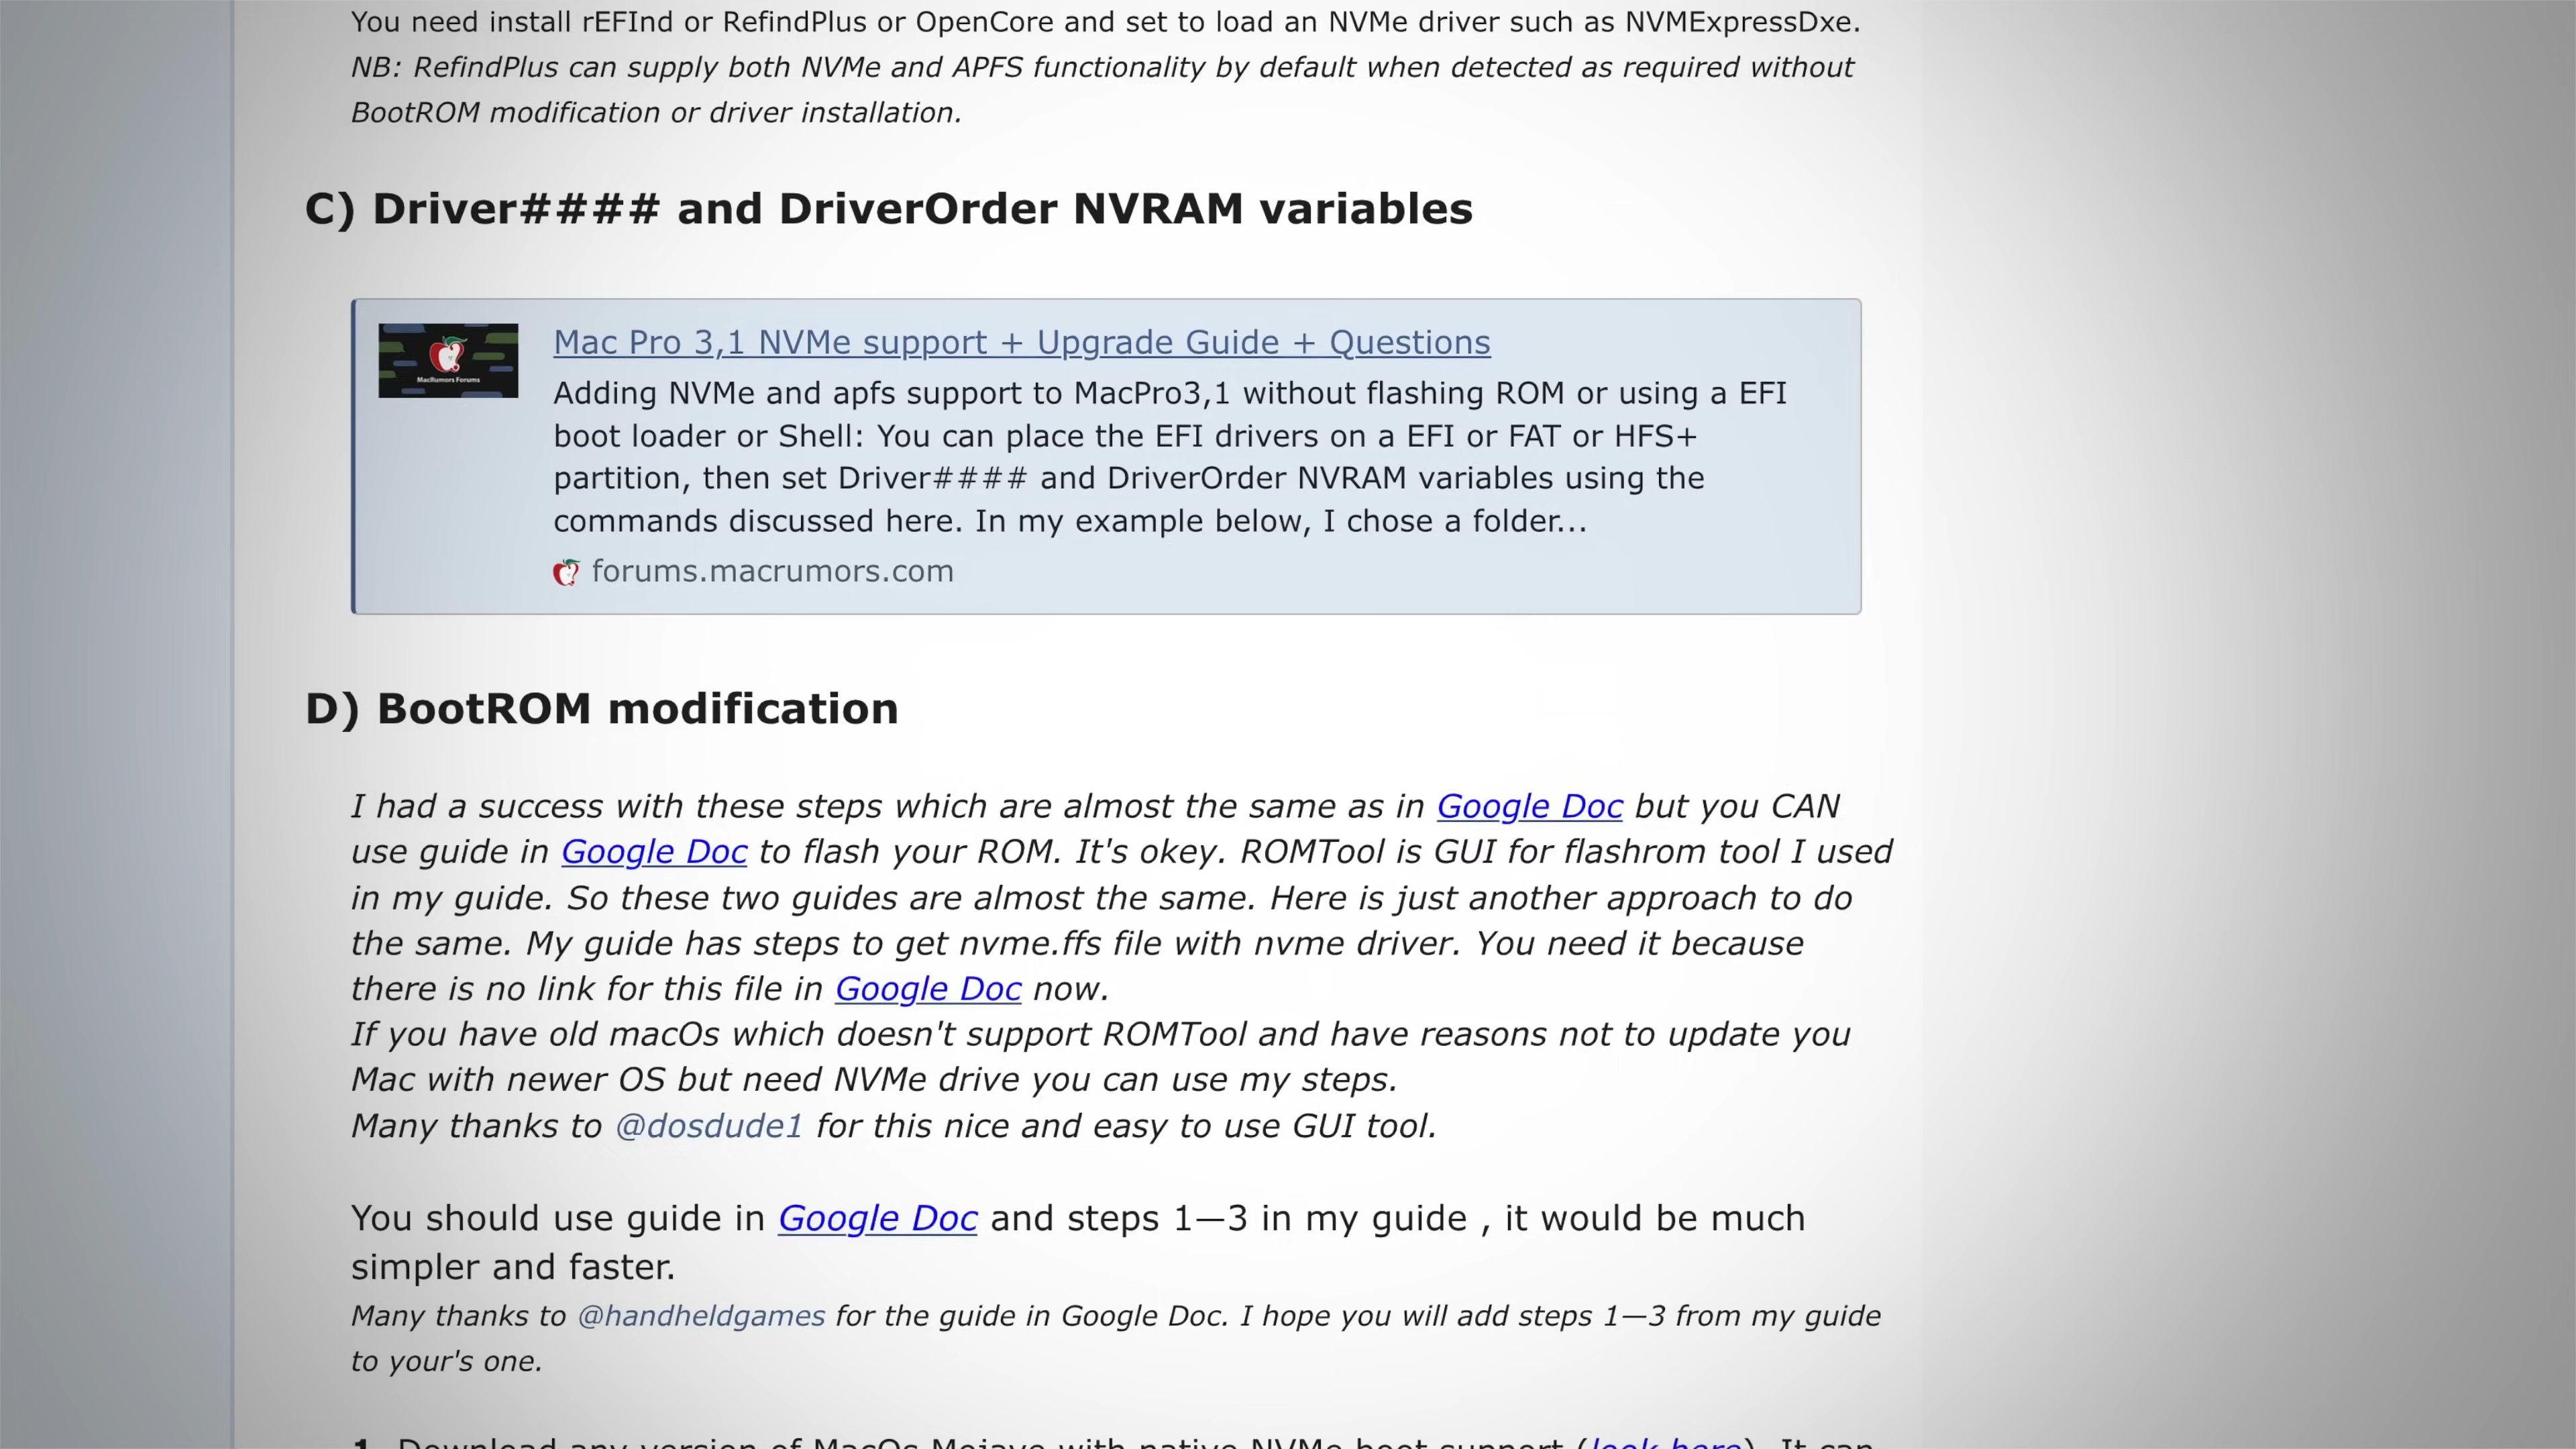 You need install rEFInd or RefindPlus or OpenCore and set to load an NVMe driver such as NVMExpressDxe.
NB: RefindPlus can supply both NVMe and APFS functionality by default when detected as required without
BootROM modification or driver installation.
C) Driver#### and DriverOrder NVRAM variables
MacRumors Forums
Mac Pro 3,1 NVMe support + Upgrade Guide + Questions
Adding NVMe and apfs support to MacPro3,1 without flashing ROM or using a EFI
boot loader or Shell: You can place the EFI drivers on a EFI or FAT or HFS+
partition, then set Driver#### and DriverOrder NVRAM variables using the
commands discussed here. In my example below, I chose a folder...
forums.macrumors.com
D) BootROM modification
I had a success with these steps which are almost the same as in Google Doc but you CAN
use guide in Google Doc to flash your ROM. It's okey. ROMTool is GUI for flashrom tool I used
in my guide. So these two guides are almost the same. Here is just another approach to do
the same. My guide has steps to get nvme.ffs file with nvme driver. You need it because
there is no link for this file in Google Doc now.
If you have old macOs which doesn't support ROMTool and have reasons not to update you
Mac with newer OS but need NVMe drive you can use my steps.
Many thanks to @dosdude1 for this nice and easy to use GUI tool.
You should use guide in Google Doc and steps 1—3 in my guide , it would be much
simpler and faster.
Many thanks to @handheldgames for the guide in Google Doc. I hope you will add steps 1—3 from my guide
to your's one.
1. Download any version of MacOs Mojave with native NVMe boot support (look here). It can